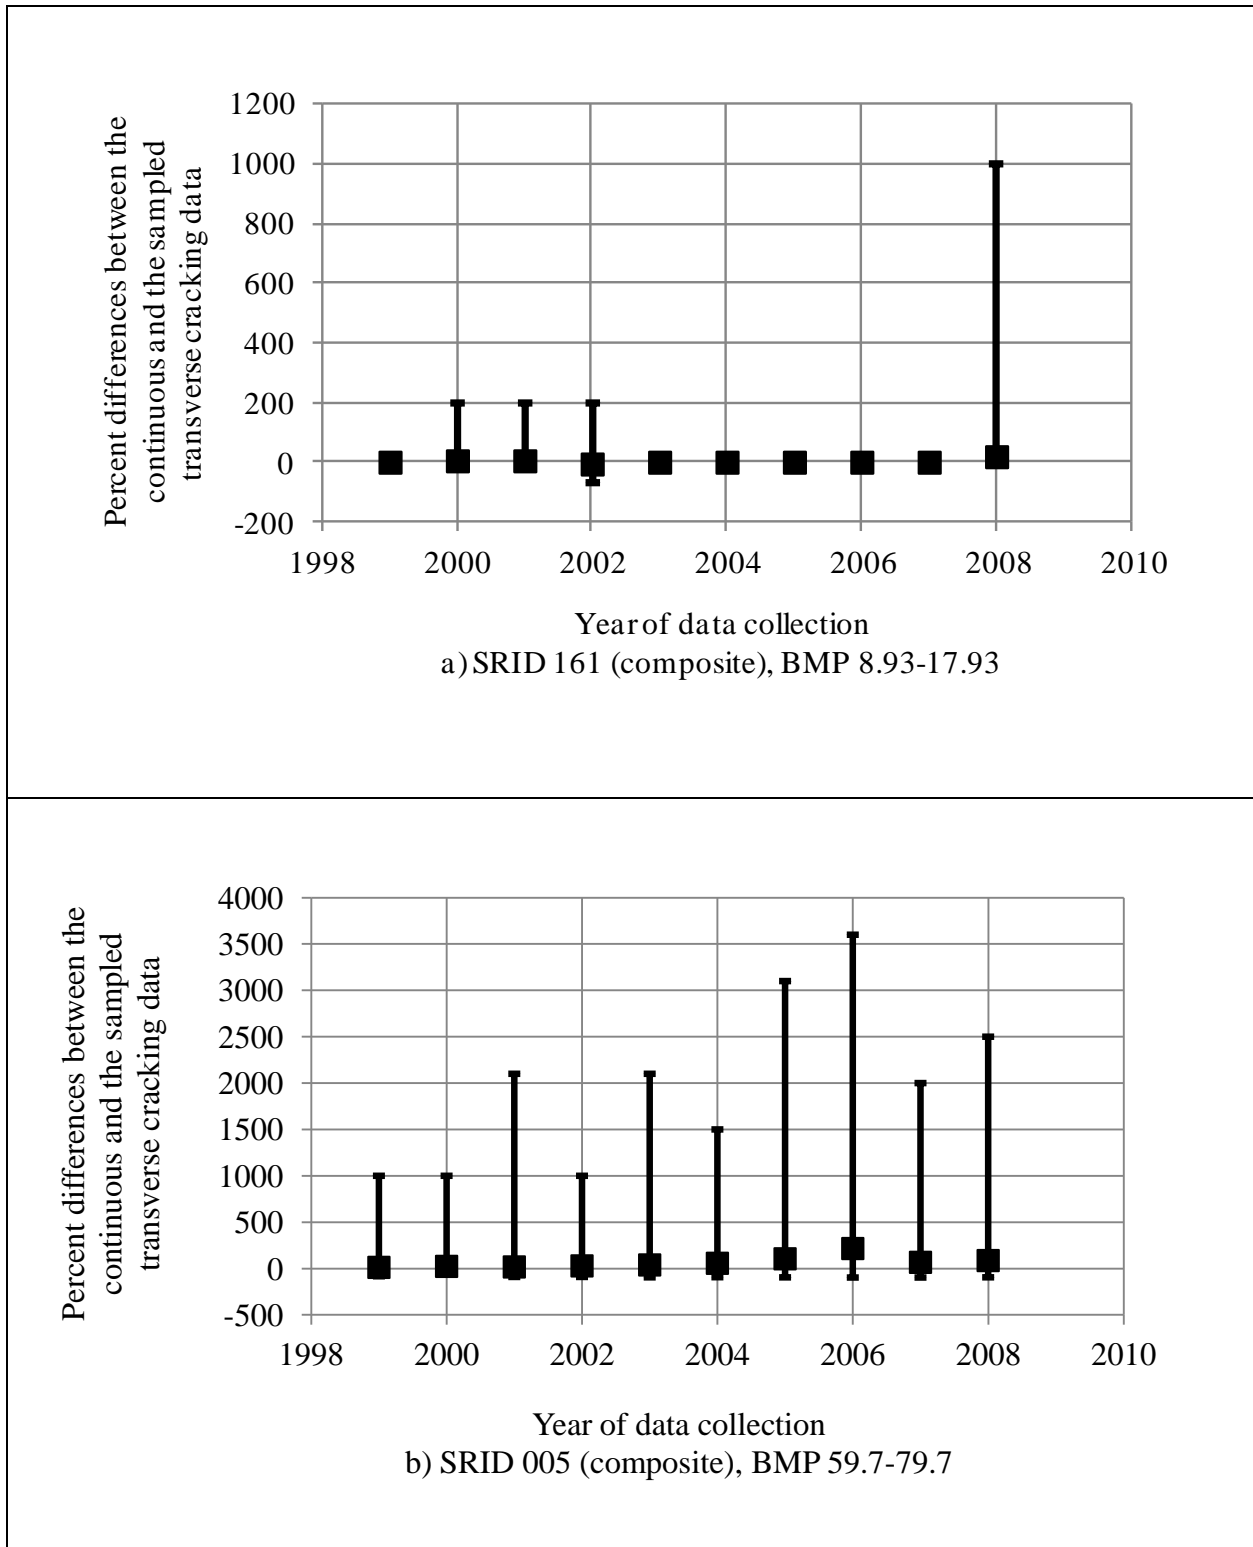 Percent differences between the
continuous and the sampled
transverse cracking data
1200
1000
800
600
400
200
0
-200
1998 2000 2002 2004 2006 2008 2010
Year of data collection
a) SRID 161 (composite), BMP 8.93-17.93
Percent differences between the
continuous and the sampled
transverse cracking data
4000
3500
3000
2500
2000
1500
1000
500
0
-500
1998 2000 2002 2004 2006 2008 2010
Year of data collection
b) SRID 005 (composite), BMP 59.7-79.7